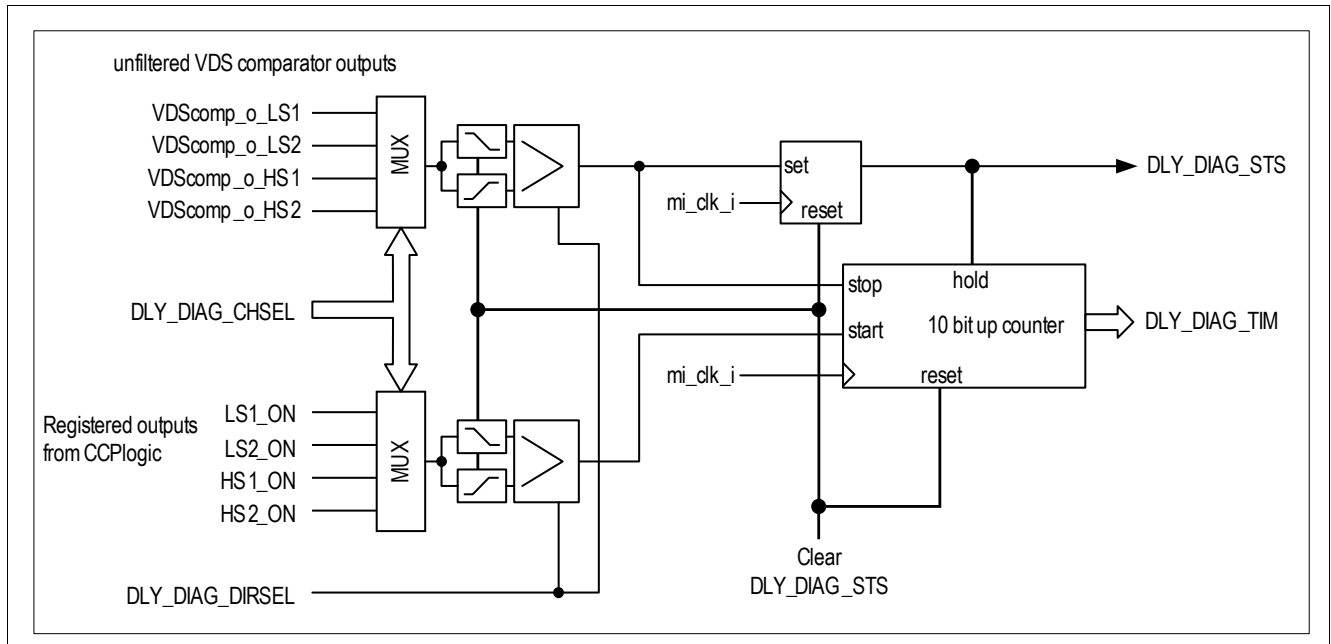 unfiltered VDS comparator outputs
VDScomp_o_LS1
VDScomp_o_LS2
VDScomp_o_HS1
VDScomp_o_HS2
MUX
set
mi_clk_i
reset
DLY_DIAG_STS
DLY_DIAG_CHSEL
stop
hold
start
10 bit up counter
DLY_DIAG_TIM
mi_clk_i
reset
Registered outputs
from CCPlogic
LS1_ON
LS2_ON
HS1_ON
HS2_ON
MUX
Clear
DLY_DIAG_STS
DLY_DIAG_DIRSEL